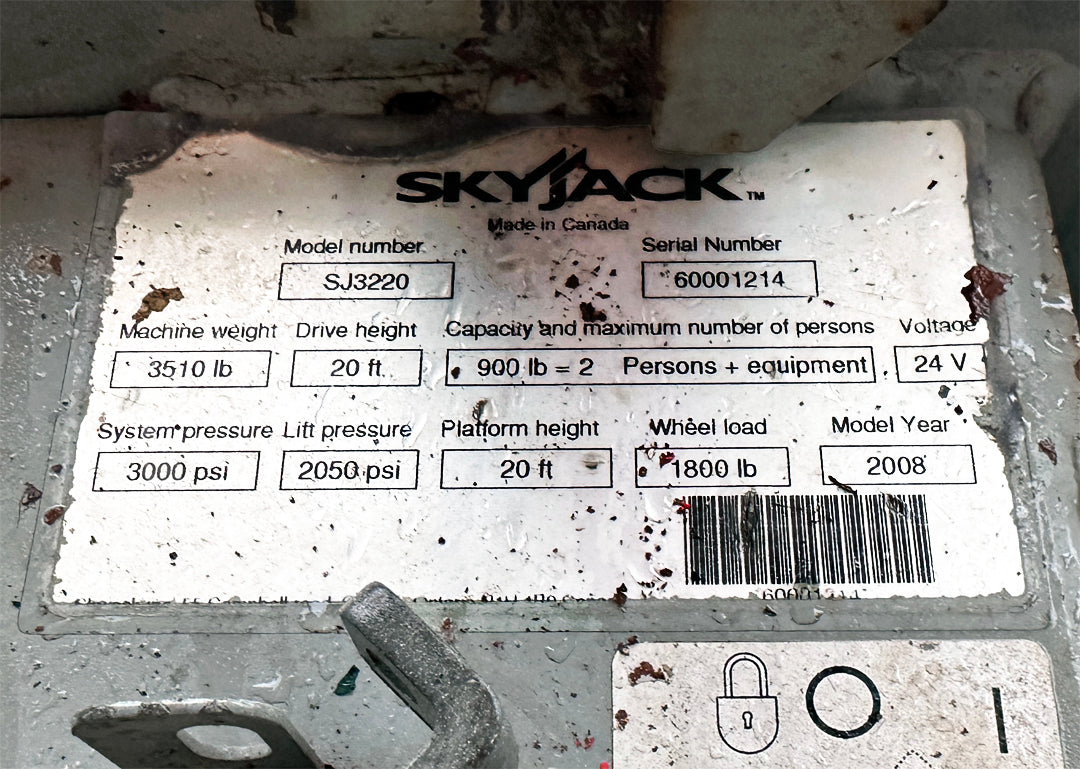 SKYJACK™
Made in Canada
Model number Serial Number
SJ3220 60001214
Machine weight Drive height Capacity and maximum number of persons Voltage
3510 lb 20 ft 900 lb = 2 Persons + equipment 24 V
System pressure Lift pressure Platform height Wheel load Model Year
3000 psi 2050 psi 20 ft 1800 lb 2008
60001214